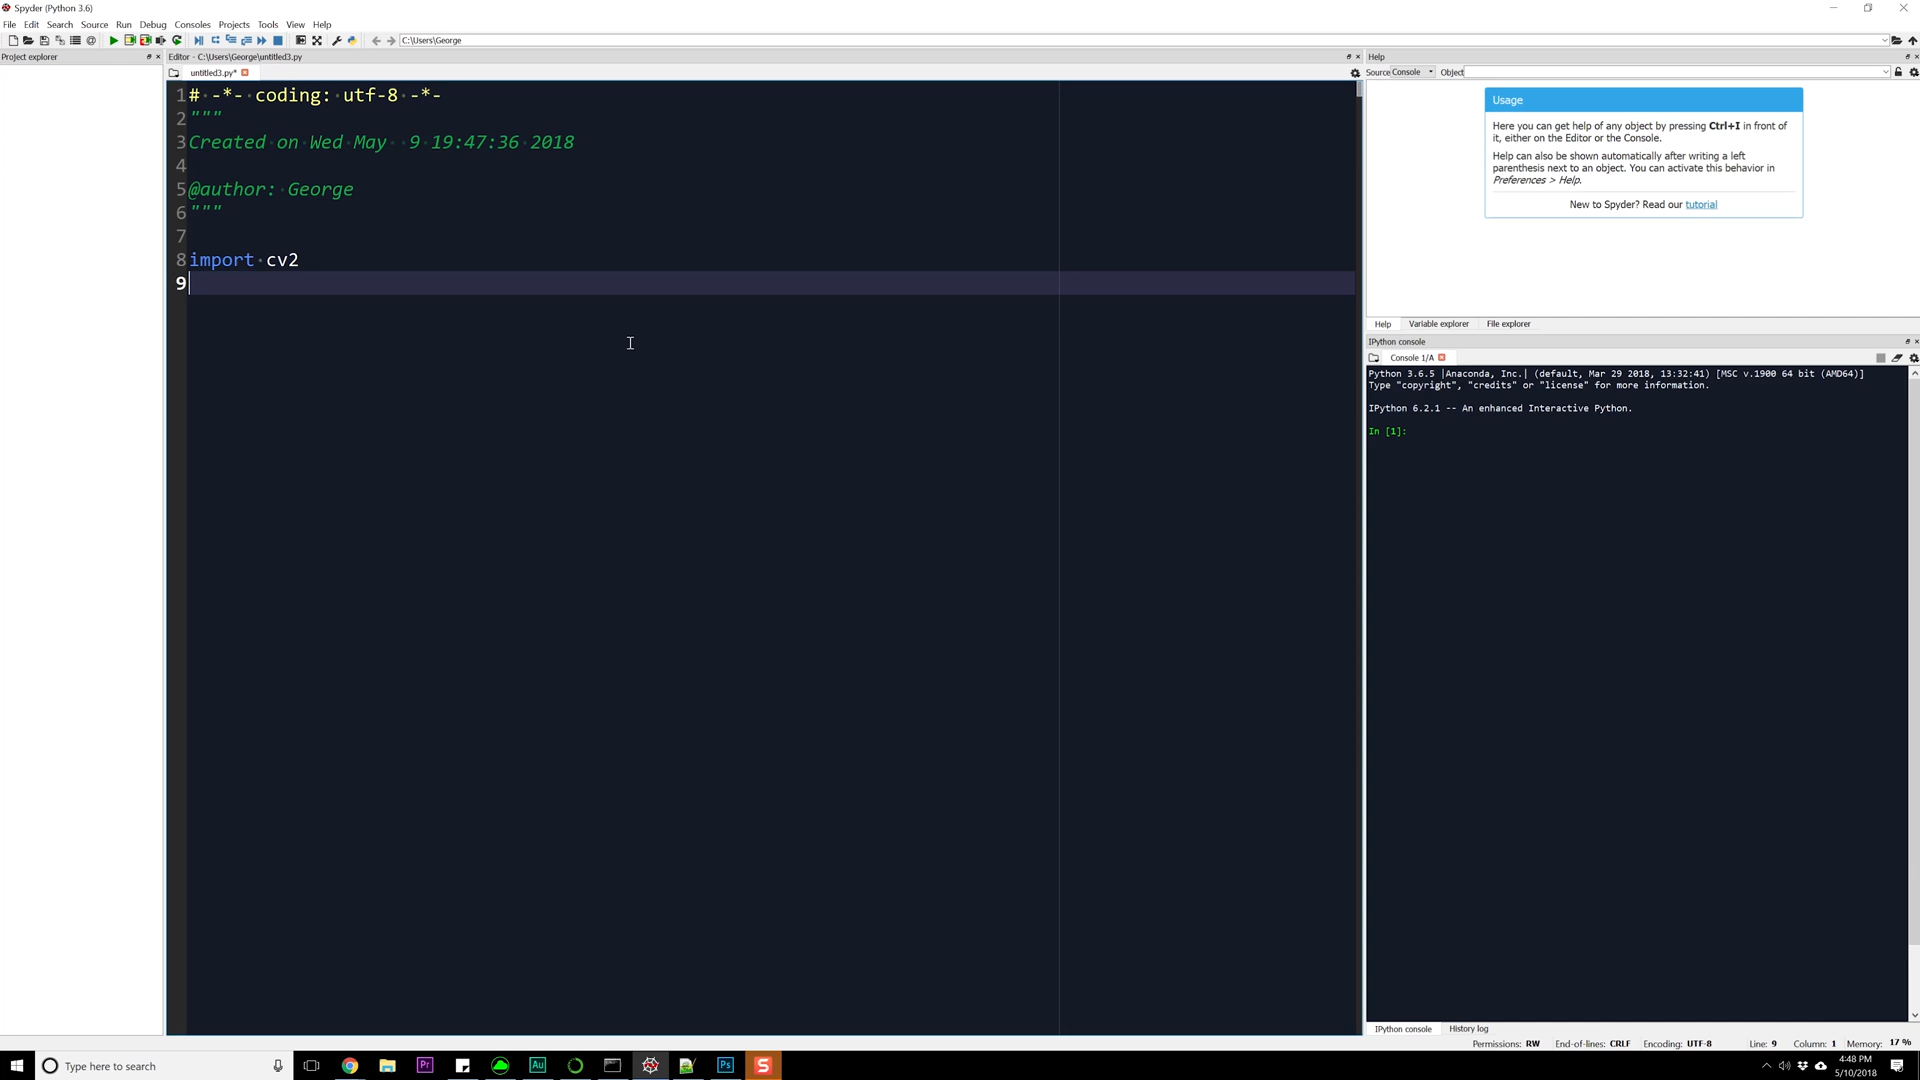 Spyder (Python 3.6)
File Edit Search Source Run Debug Consoles Projects Tools View Help
C:\Users\George
Project explorer
Editor - C:\Users\George\untitled3.py
untitled3.py*
1 # -*- coding: utf-8 -*-
2 """
3 Created on Wed May  9 19:47:36 2018
4
5 @author: George
6 """
7
8 import cv2
9
Help
Source Console Object
Usage
Here you can get help of any object by pressing Ctrl+I in front of
it, either on the Editor or the Console.
Help can also be shown automatically after writing a left
parenthesis next to an object. You can activate this behavior in
Preferences > Help.
New to Spyder? Read our tutorial
Help Variable explorer File explorer
IPython console
Console 1/A
Python 3.6.5 |Anaconda, Inc.| (default, Mar 29 2018, 13:32:41) [MSC v.1900 64 bit (AMD64)]
Type "copyright", "credits" or "license" for more information.
IPython 6.2.1 -- An enhanced Interactive Python.
In [1]:
IPython console History log
Permissions: RW End-of-lines: CRLF Encoding: UTF-8 Line: 9 Column: 1 Memory: 17 %
Type here to search
Pr
Au
Ps
S
4:48 PM
5/10/2018